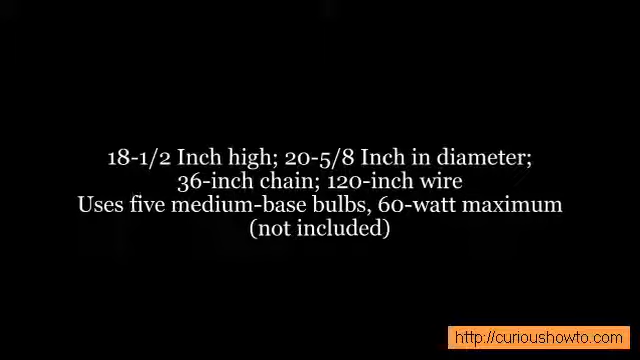 18-1/2 Inch high; 20-5/8 Inch in diameter;
36-inch chain; 120-inch wire
Uses five medium-base bulbs, 60-watt maximum
(not included)
http://curioushowto.com